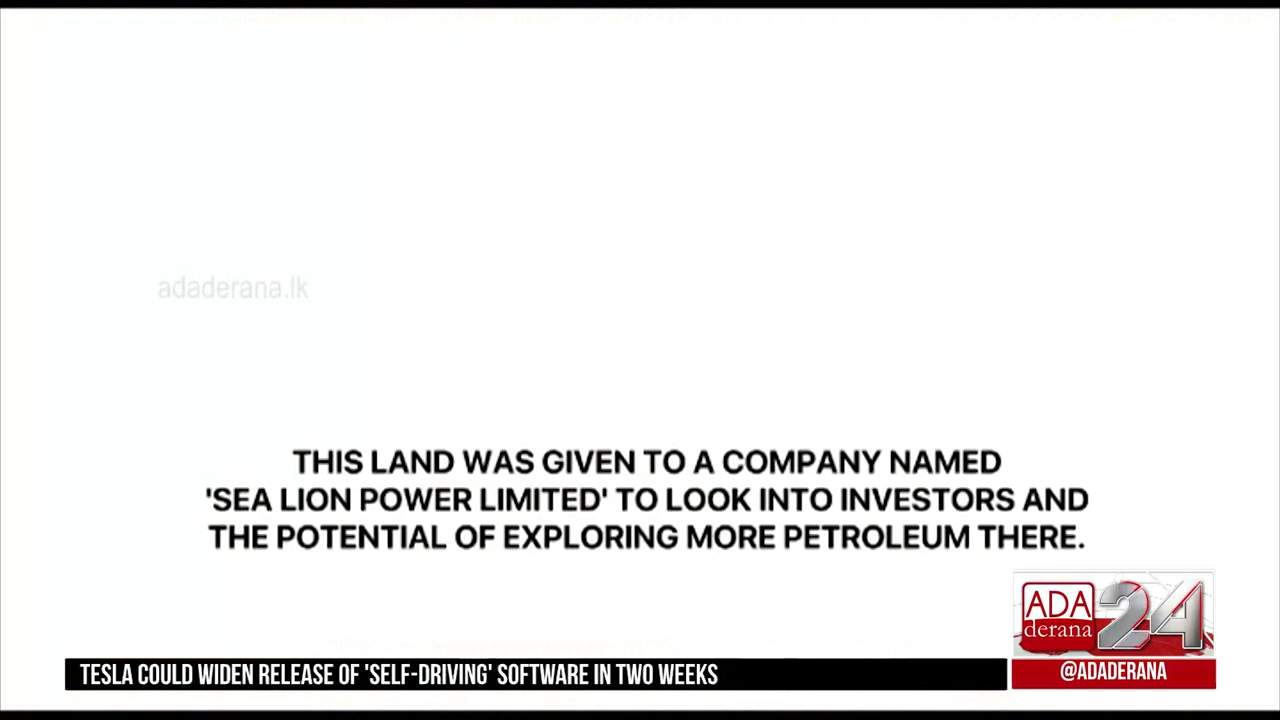 adaderana.lk
THIS LAND WAS GIVEN TO A COMPANY NAMED
'SEA LION POWER LIMITED' TO LOOK INTO INVESTORS AND
THE POTENTIAL OF EXPLORING MORE PETROLEUM THERE.
ADA
derana
24
@ADADERANA
TESLA COULD WIDEN RELEASE OF 'SELF-DRIVING' SOFTWARE IN TWO WEEKS